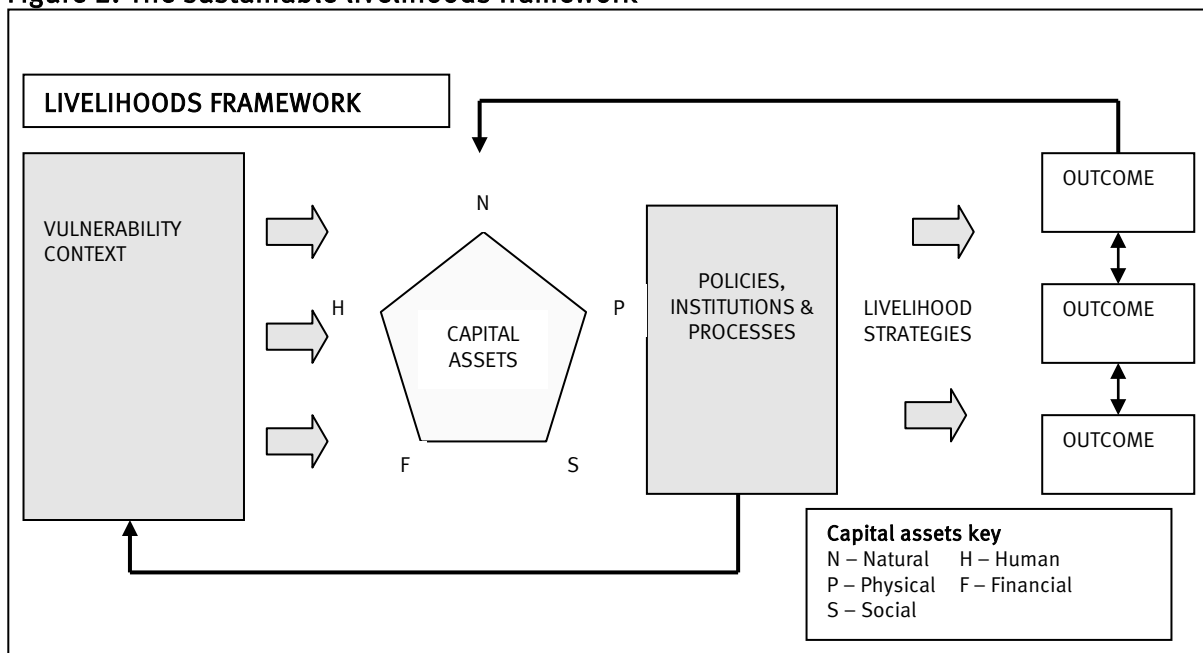 Figure 2: The sustainable livelihoods framework
LIVELIHOODS FRAMEWORK
VULNERABILITY
CONTEXT
N
H
P
CAPITAL
ASSETS
F
S
POLICIES,
INSTITUTIONS &
PROCESSES
LIVELIHOOD
STRATEGIES
OUTCOME
OUTCOME
OUTCOME
Capital assets key
N – Natural H – Human
P – Physical F – Financial
S – Social